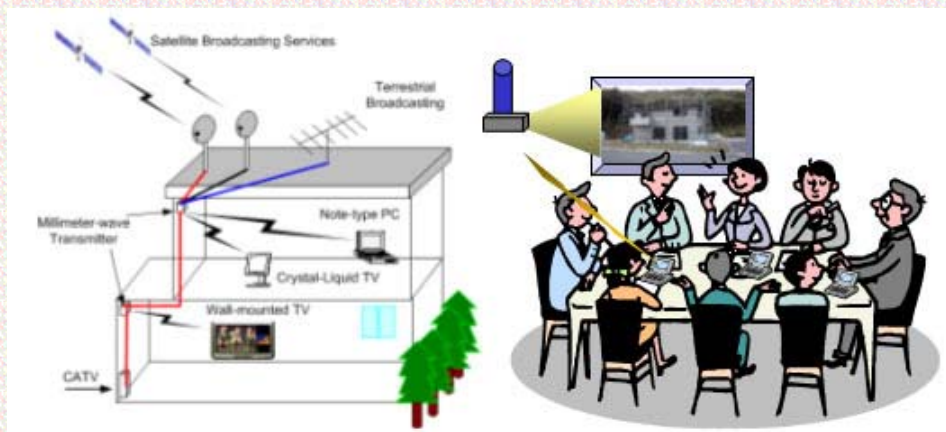 Satellite Broadcasting Services
Terrestrial
Broadcasting
Millimeter-wave
Transmitter
Note-type PC
Crystal-Liquid TV
Wall-mounted TV
CATV